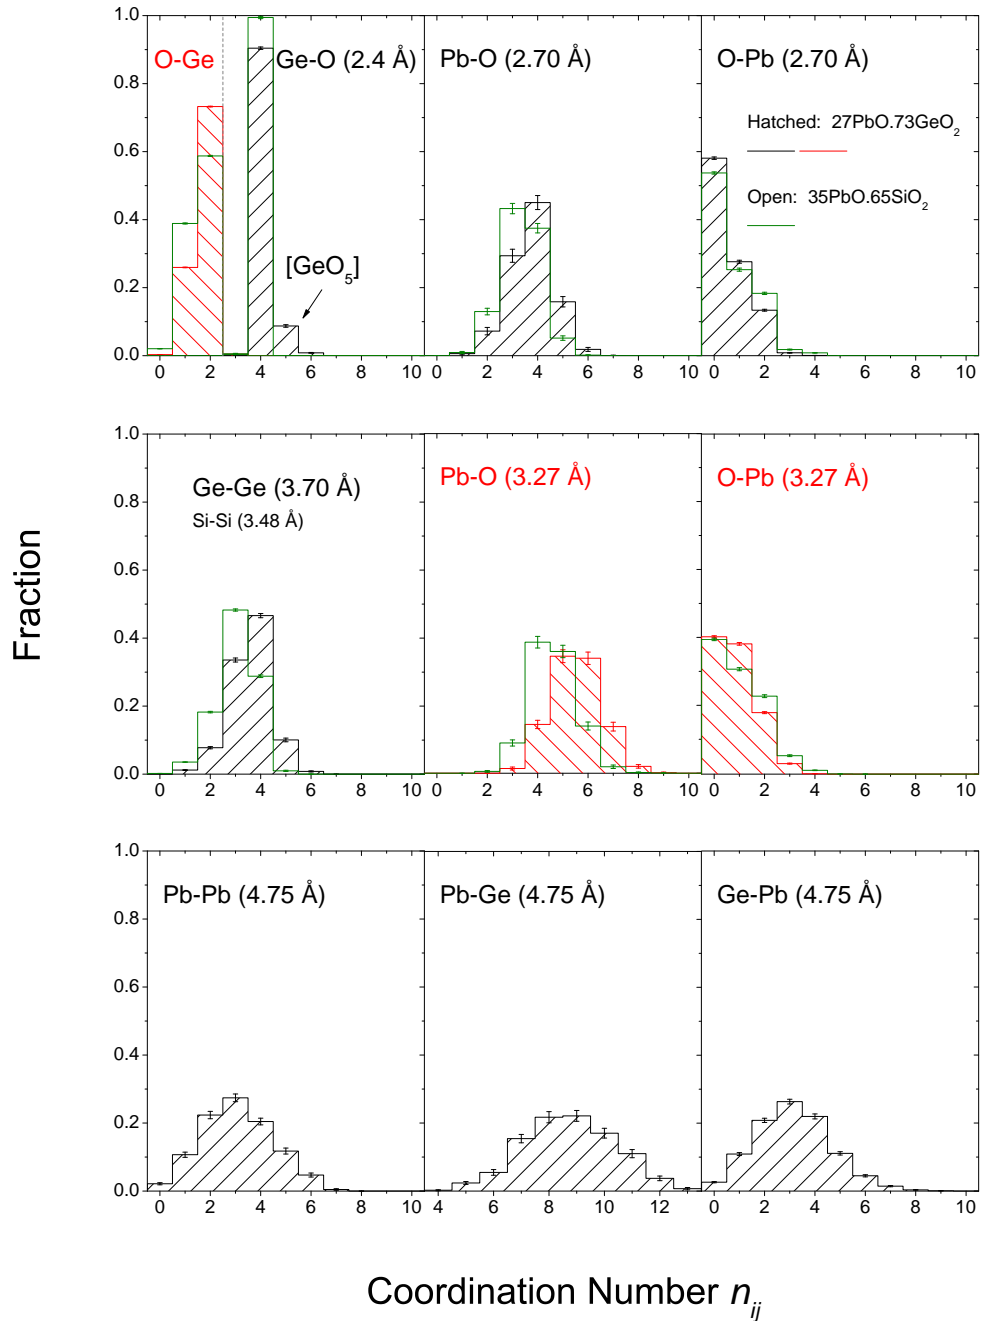 1.0
0.8
0.6
0.4
0.2
0.0
O-Ge
Ge-O (2.4 Å)
[GeO5]
0 2 4 6 8 10
Pb-O (2.70 Å)
0 2 4 6 8 10
O-Pb (2.70 Å)
Hatched: 27PbO.73GeO2
Open: 35PbO.65SiO2
0 2 4 6 8 10
Fraction
1.0
0.8
0.6
0.4
0.2
0.0
Ge-Ge (3.70 Å)
Si-Si (3.48 Å)
0 2 4 6 8 10
Pb-O (3.27 Å)
0 2 4 6 8 10
O-Pb (3.27 Å)
0 2 4 6 8 10
1.0
0.8
0.6
0.4
0.2
0.0
Pb-Pb (4.75 Å)
0 2 4 6 8 10
Pb-Ge (4.75 Å)
4 6 8 10 12
Ge-Pb (4.75 Å)
0 2 4 6 8 10
Coordination Number nij